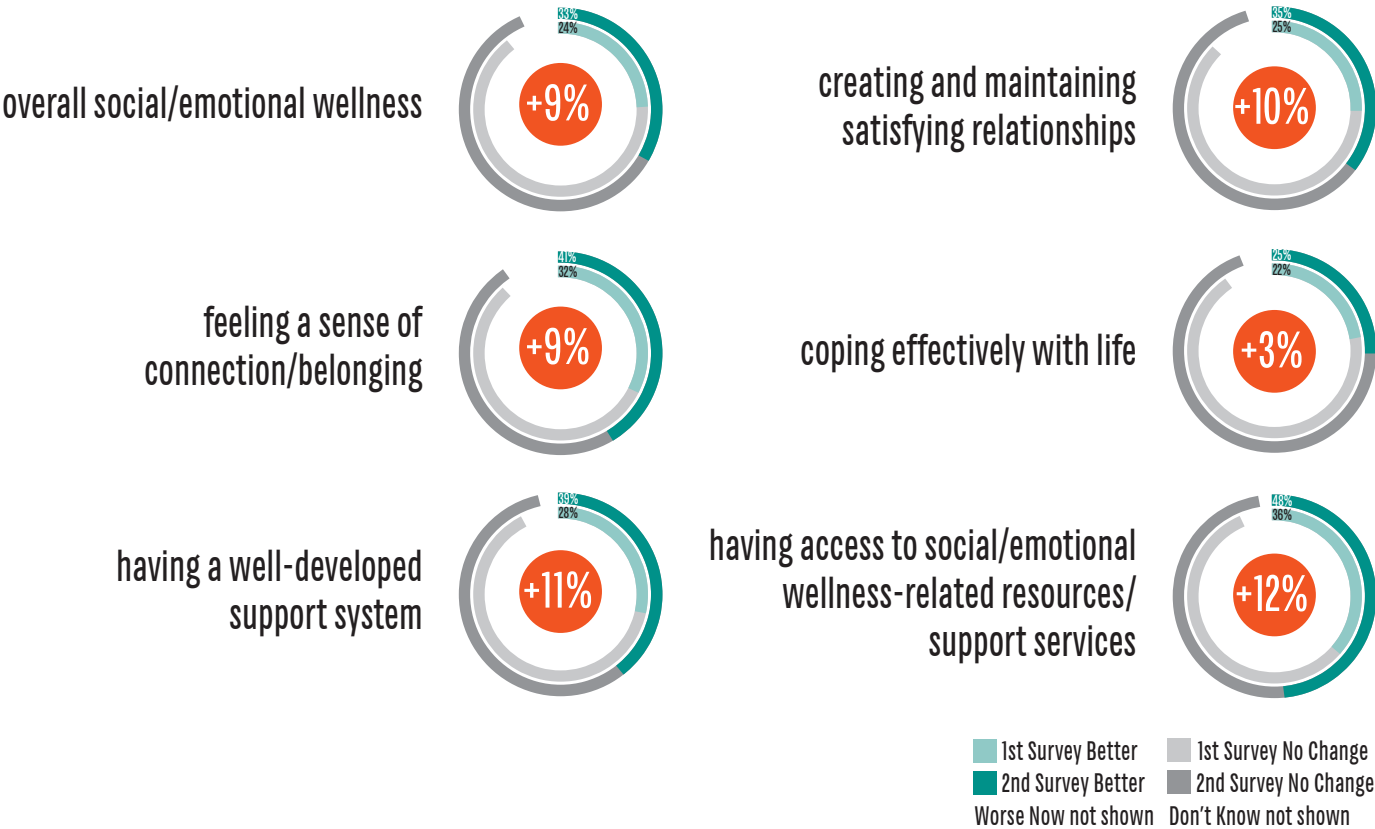 33%
24%
overall social/emotional wellness
+9%
35%
25%
creating and maintaining
satisfying relationships
+10%
41%
32%
feeling a sense of
connection/belonging
+9%
25%
22%
coping effectively with life
+3%
39%
28%
having a well-developed
support system
+11%
48%
36%
having access to social/emotional
wellness-related resources/
support services
+12%
1st Survey Better
1st Survey No Change
2nd Survey Better
2nd Survey No Change
Worse Now not shown
Don't Know not shown